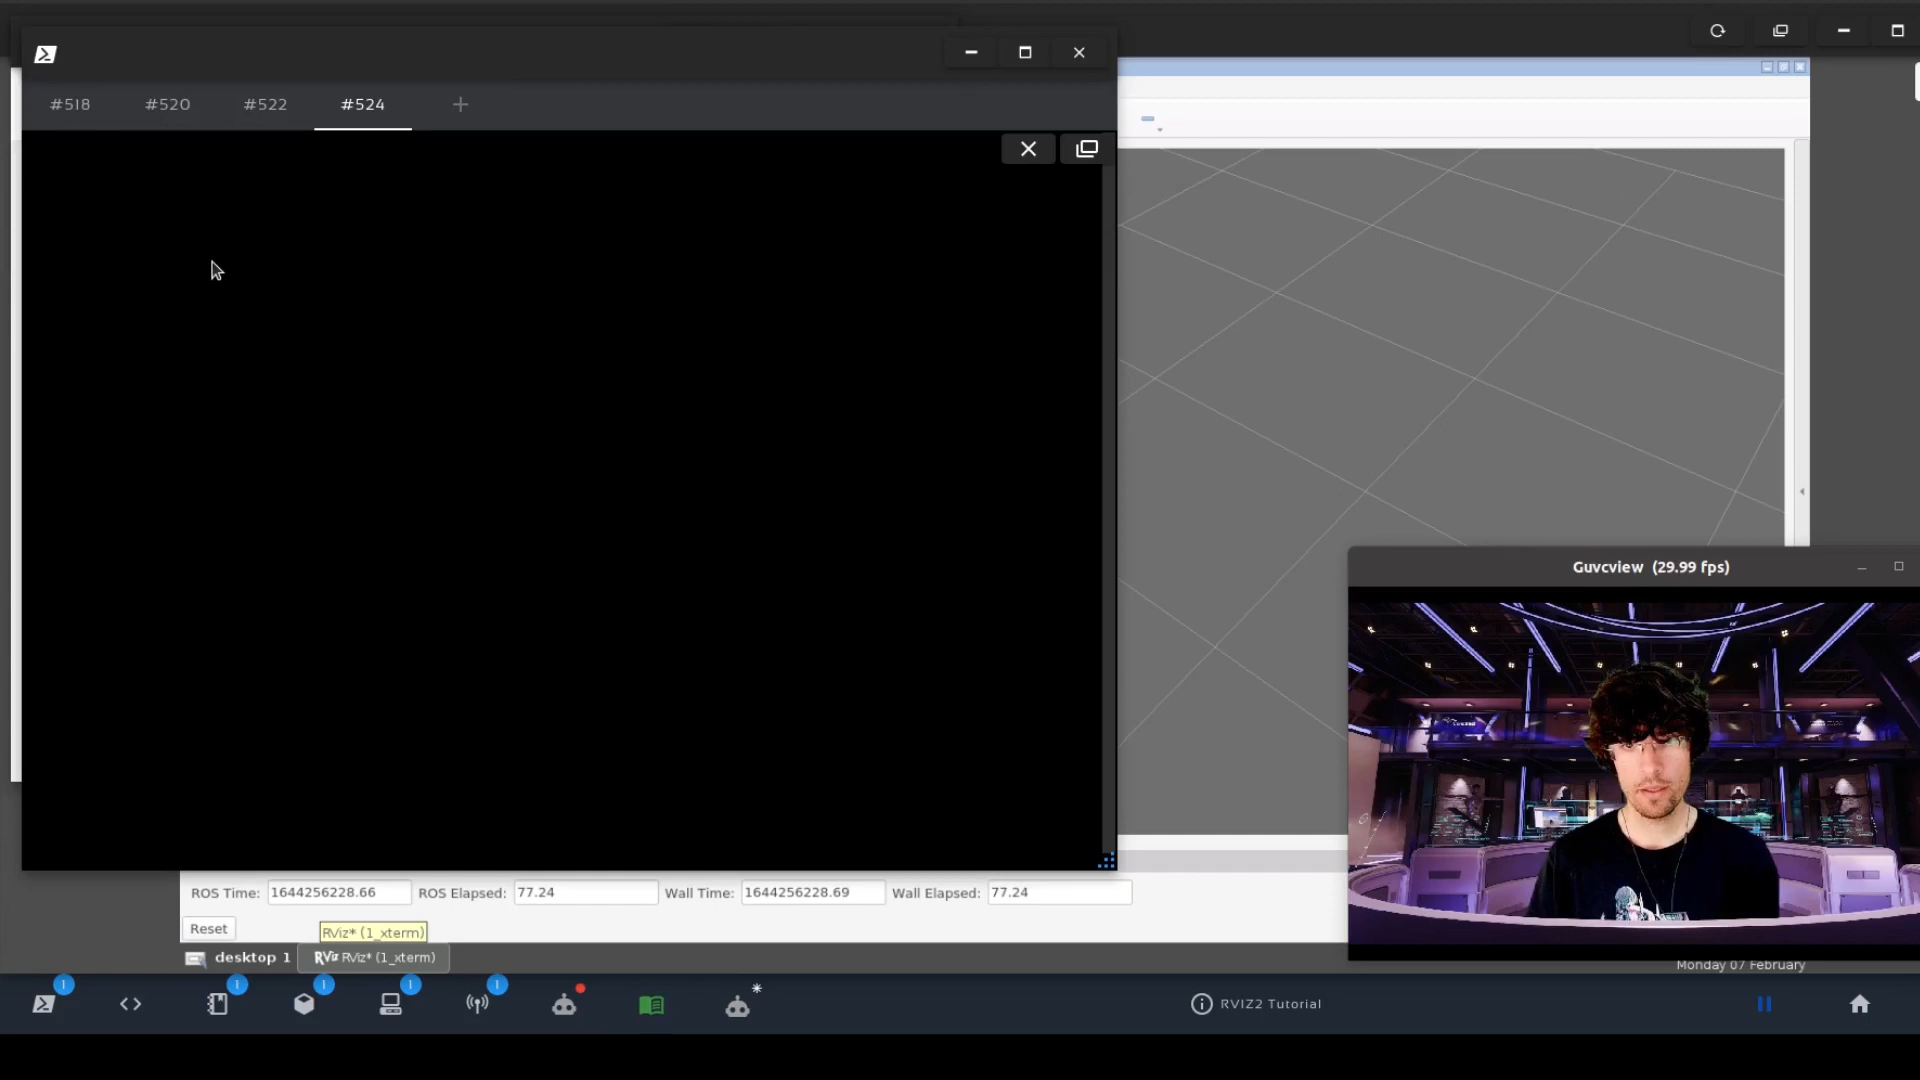 #518 #520 #522 #524 +
Guvcview (29.99 fps)
ROS Time: 1644256228.66 ROS Elapsed: 77.24 Wall Time: 1644256228.69 Wall Elapsed: 77.24
Reset
RViz* (1_xterm)
desktop 1 RViz RViz* (1_xterm)
Monday 07 February
RVIZ2 Tutorial